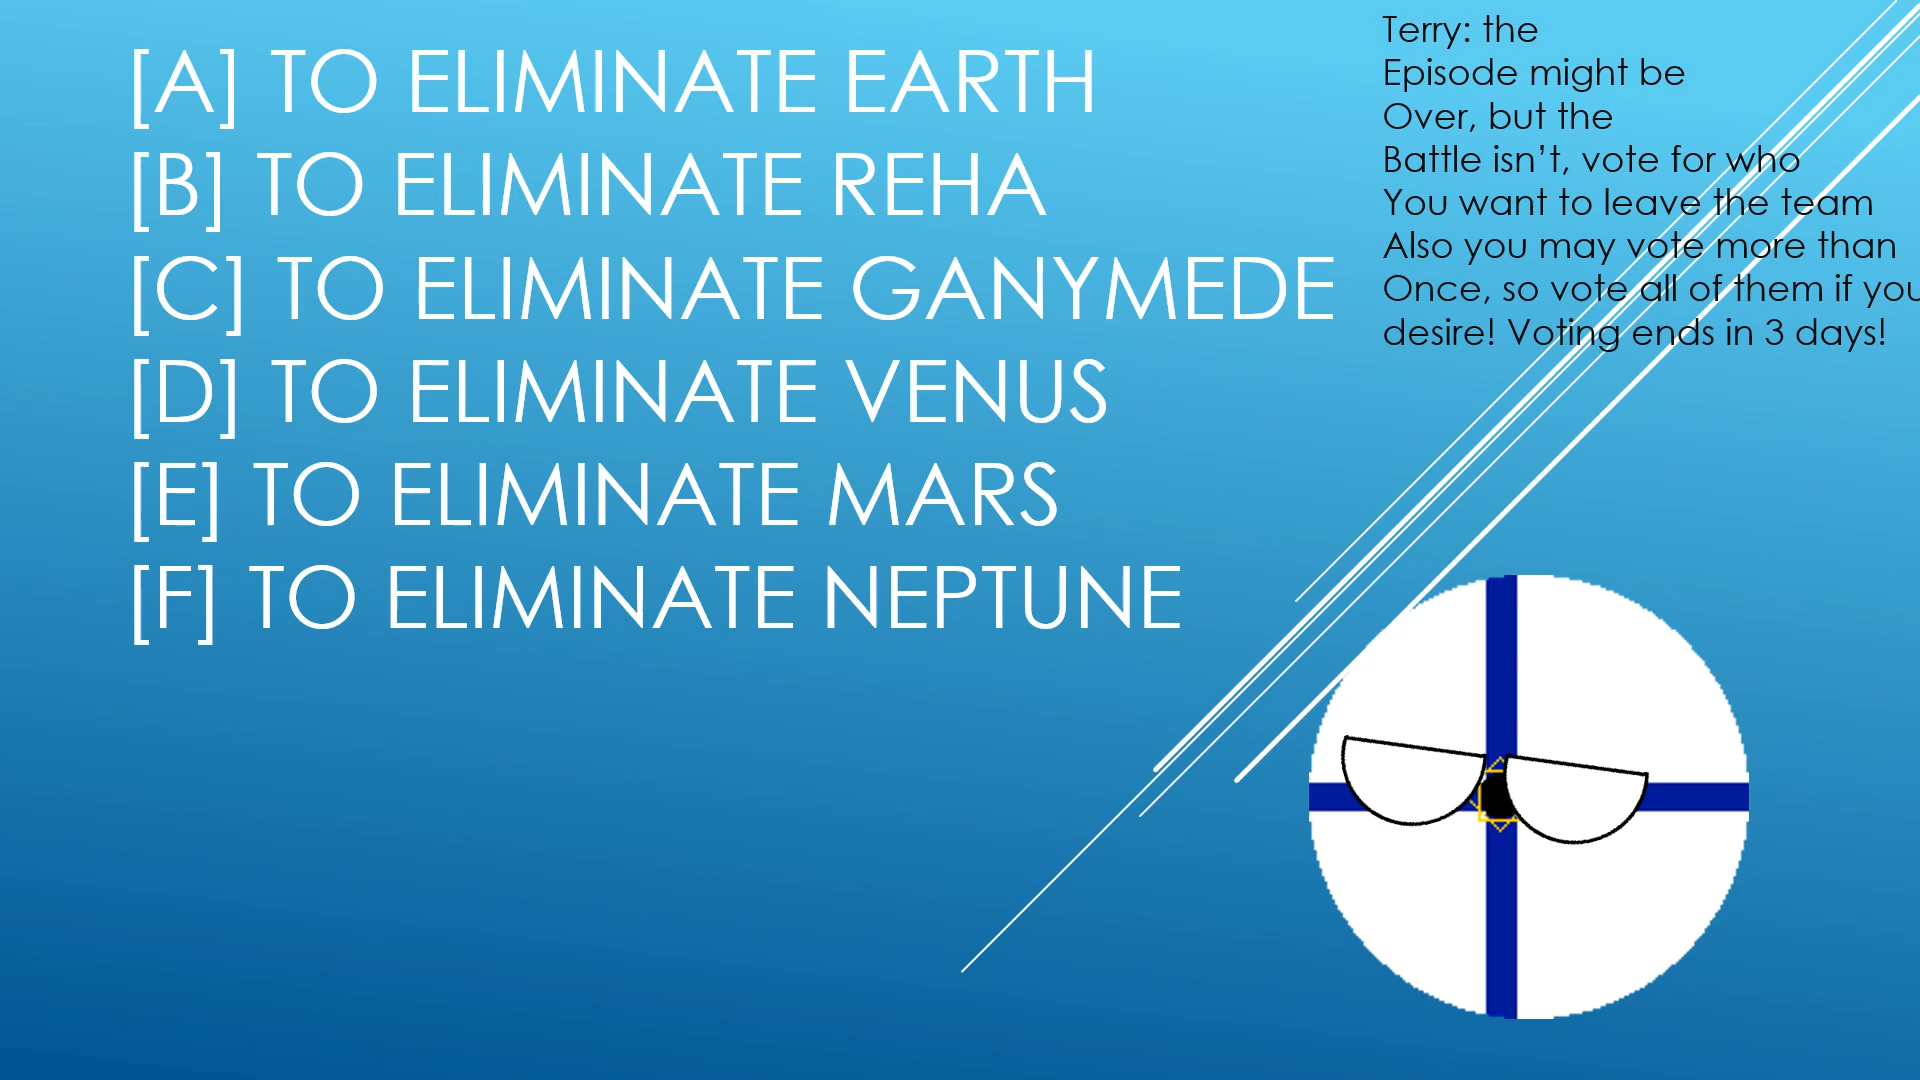 [A] TO ELIMINATE EARTH
[B] TO ELIMINATE REHA
[C] TO ELIMINATE GANYMEDE
[D] TO ELIMINATE VENUS
[E] TO ELIMINATE MARS
[F] TO ELIMINATE NEPTUNE
Terry: the
Episode might be
Over, but the
Battle isn’t, vote for who
You want to leave the team
Also you may vote more than
Once, so vote all of them if you
desire! Voting ends in 3 days!